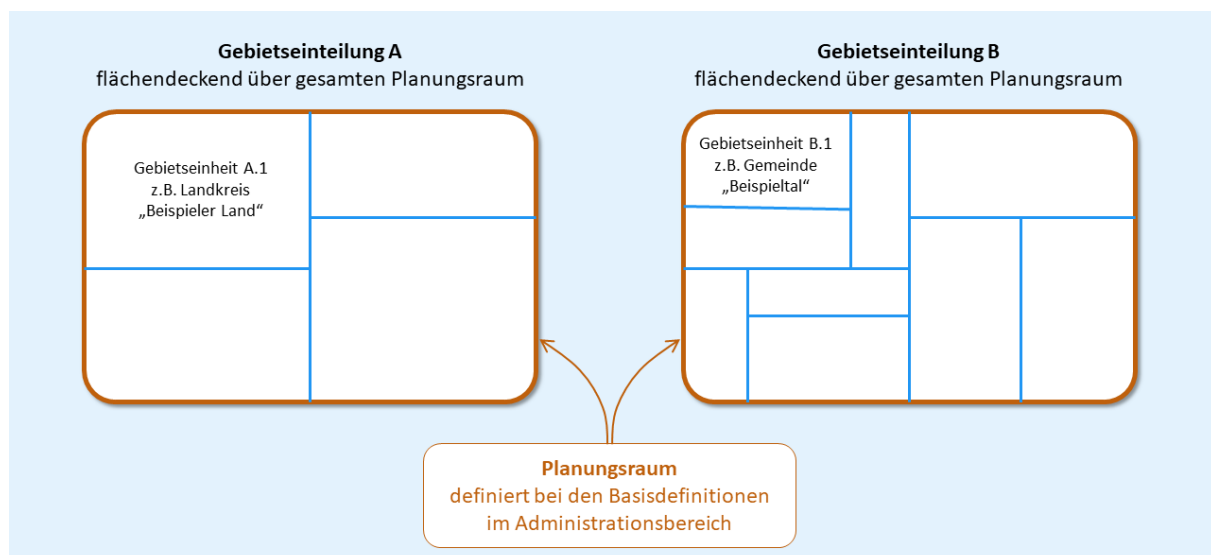 Gebietseinteilung A
flächendeckend über gesamten Planungsraum
Gebietseinheit A.1
z.B. Landkreis
„Beispieler Land“
Gebietseinteilung B
flächendeckend über gesamten Planungsraum
Gebietseinheit B.1
z.B. Gemeinde
„Beispieltal“
Planungsraum
definiert bei den Basisdefinitionen
im Administrationsbereich